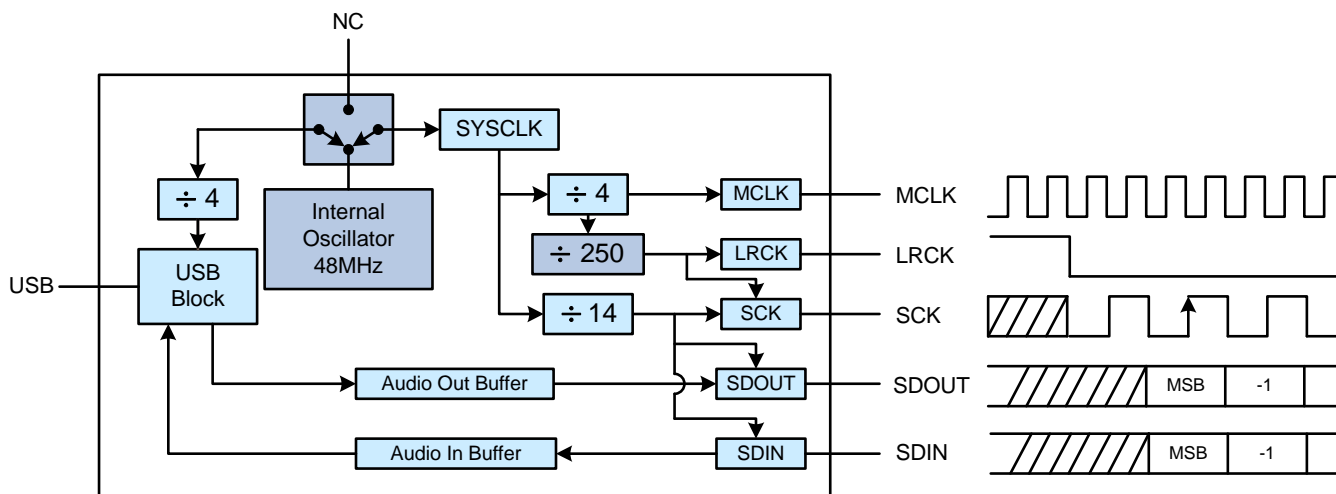 NC
SYSCLK
÷ 4
÷ 4
MCLK
MCLK
Internal
Oscillator
48MHz
÷ 250
LRCK
LRCK
USB
USB
Block
÷ 14
SCK
SCK
Audio Out Buffer
SDOUT
SDOUT
MSB
-1
Audio In Buffer
SDIN
SDIN
MSB
-1